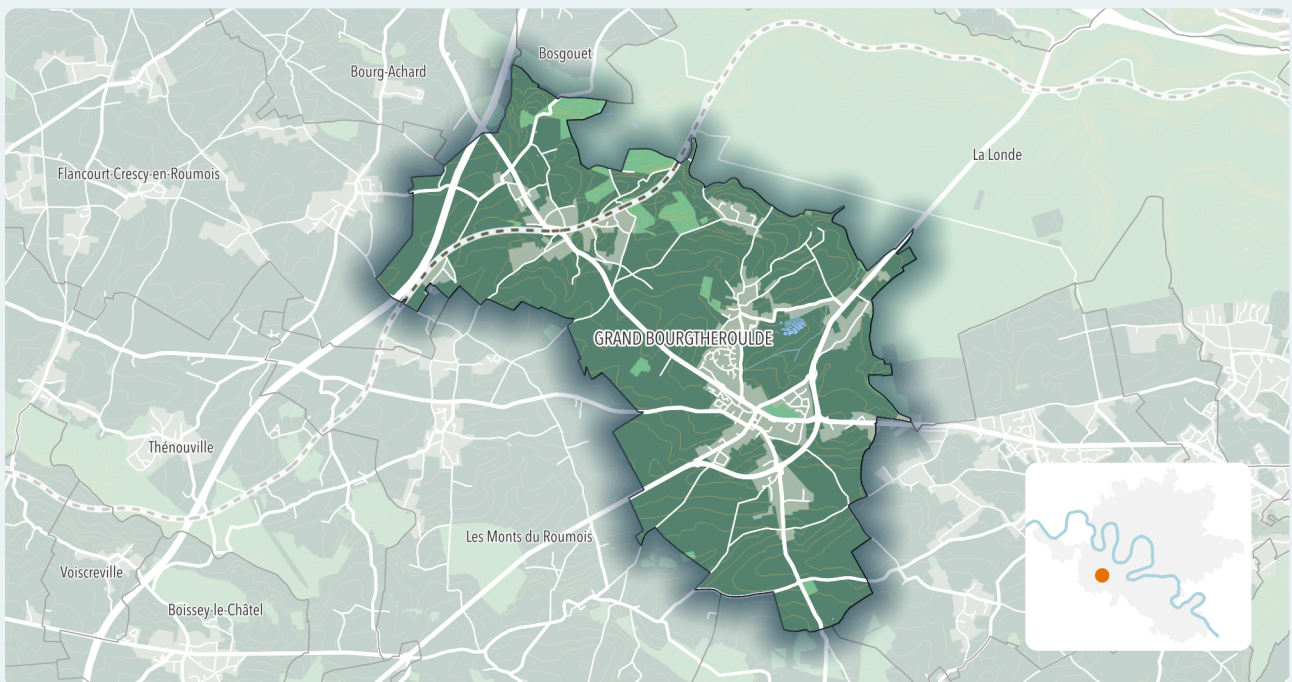 Bosgouet
Bourg-Achard
La Londe
Flancourt-Crescy-en-Roumois
GRAND BOURGTHEROULDE
Thénouville
Les Monts du Roumois
Voiscreville
Boissey-le-Châtel